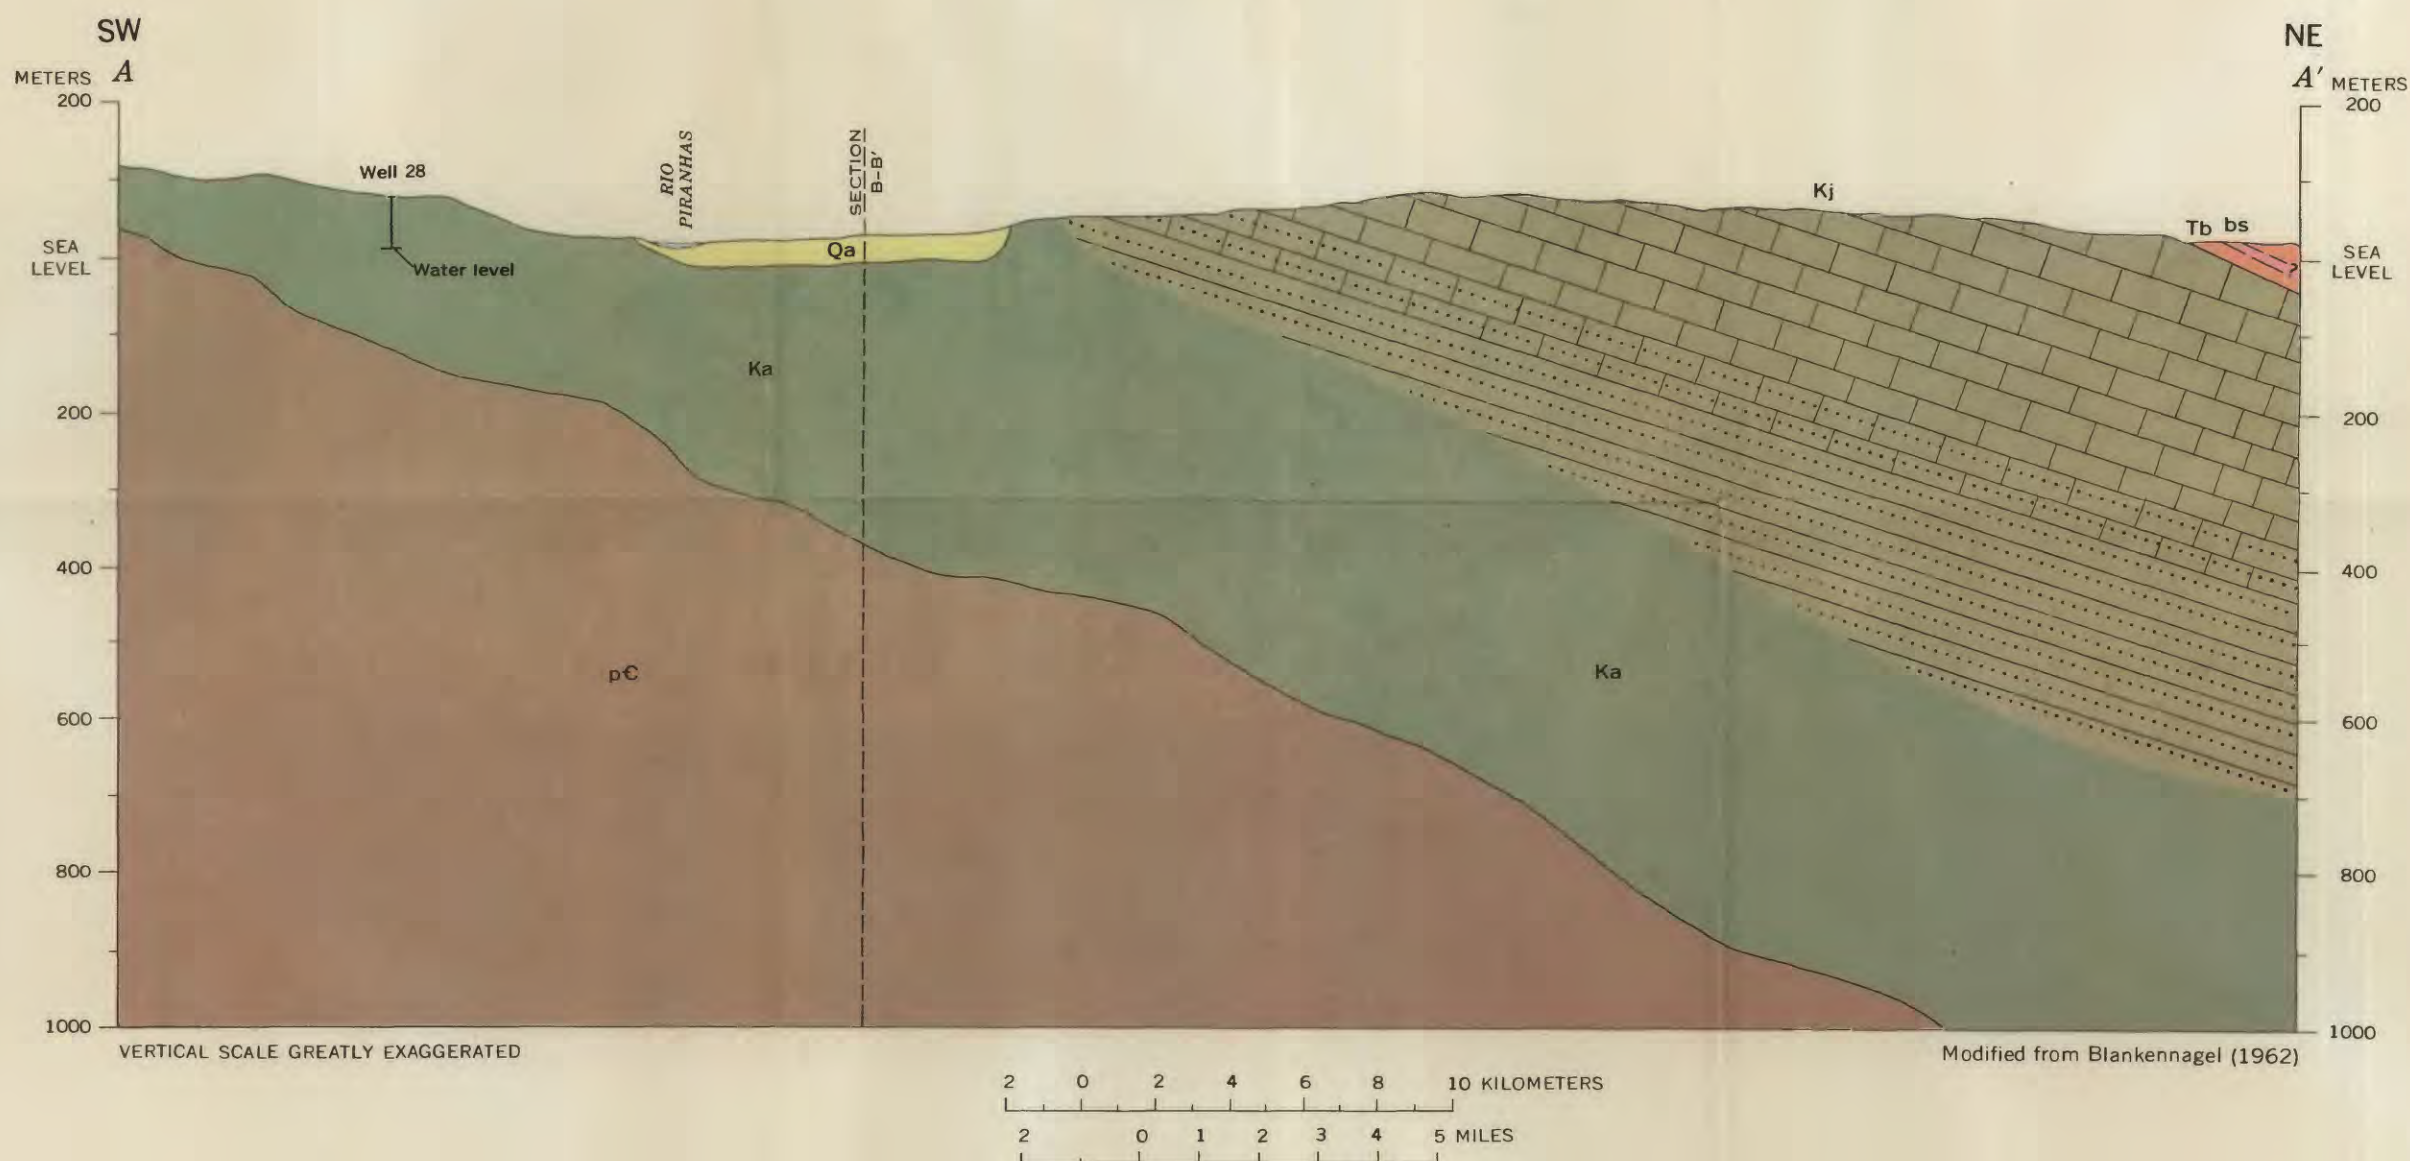 SW
NE
METERS A
A' METERS
200
200
Well 28
RIO
PIRANHAS
SECTION
B–B'
Kj
Tb bs
SEA
LEVEL
Water level
Qa
?
SEA
LEVEL
Ka
200
200
400
400
Ka
p€
600
600
800
800
1000
1000
VERTICAL SCALE GREATLY EXAGGERATED
Modified from Blankennagel (1962)
2 0 2 4 6 8 10 KILOMETERS
2 0 1 2 3 4 5 MILES